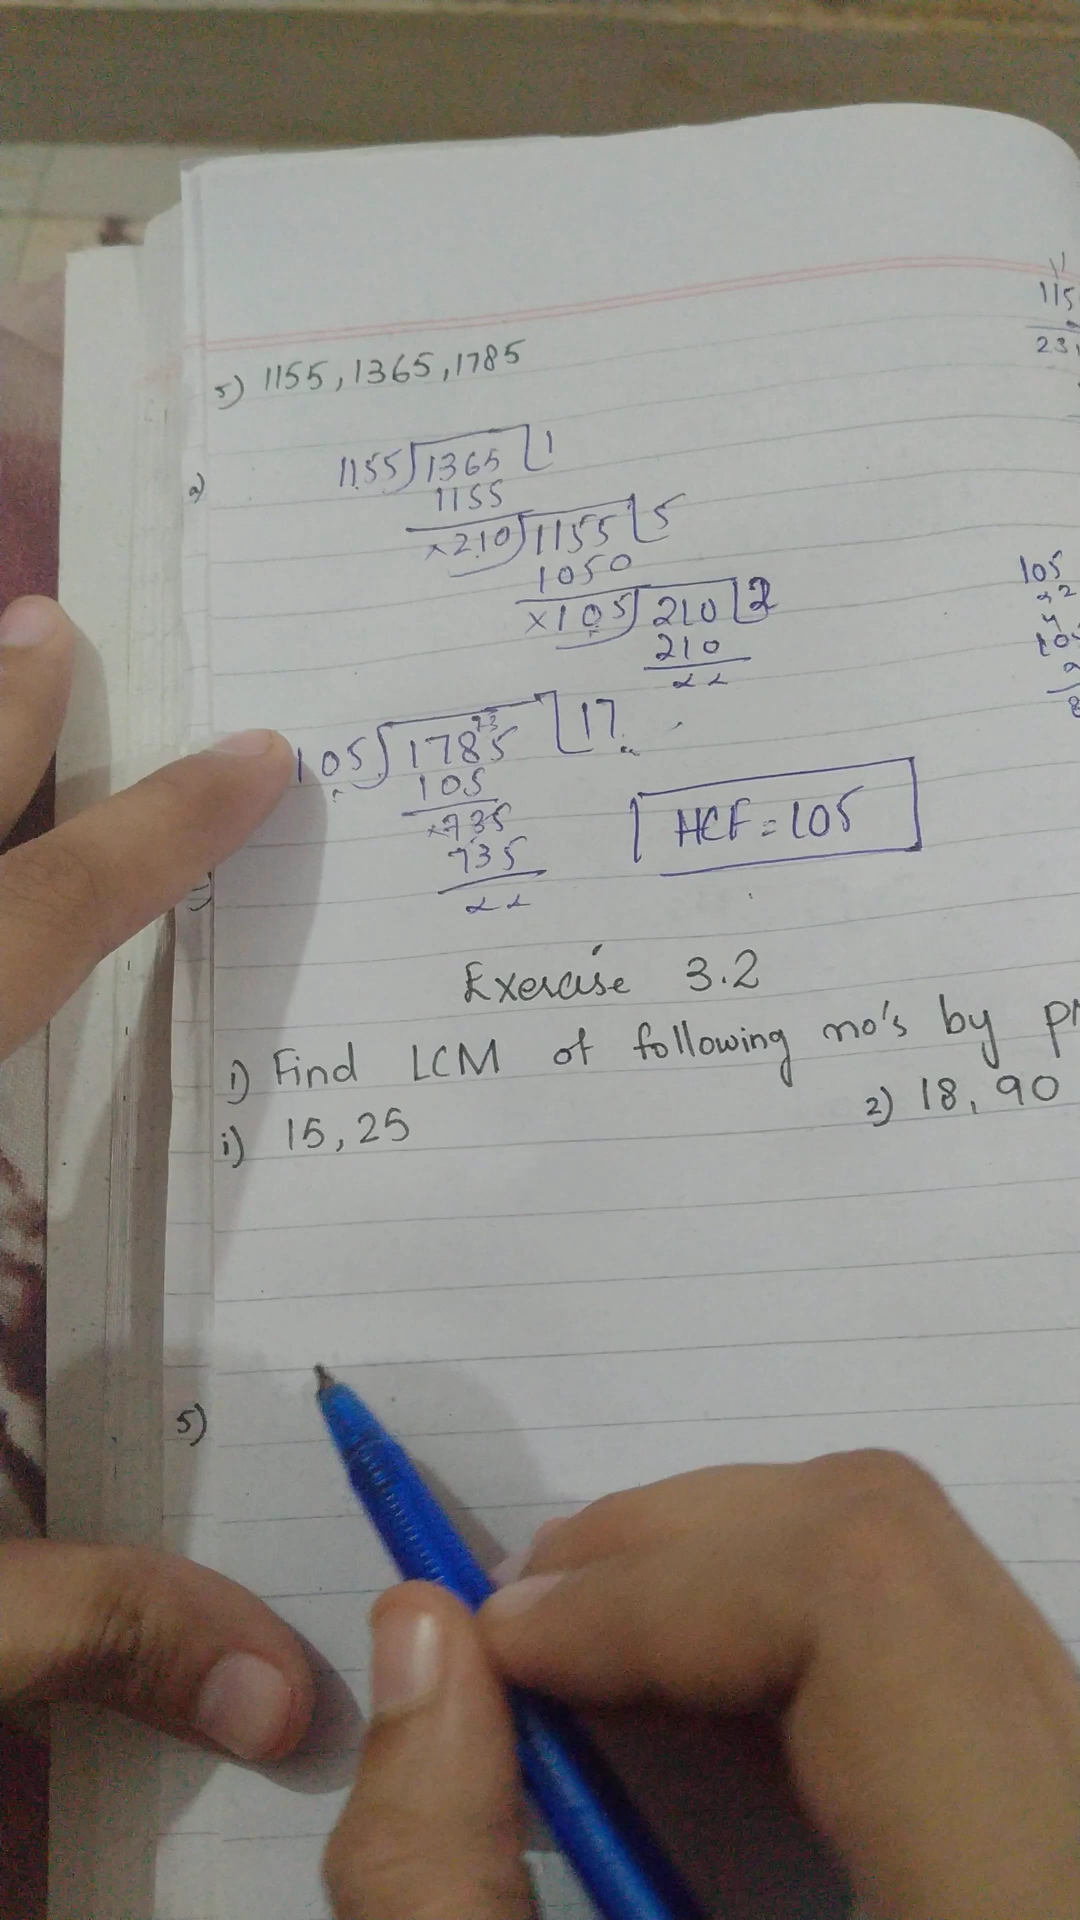 5) 1155, 1365, 1785
1155) 1365 1
1155
×210) 1155 5
1050
×105) 210 2
210
105) 1785 17
105
×735
735
HCF = 105
Exercise 3.2
1) Find LCM of following no's by
i) 15, 25
2) 18, 90
5)
115
105